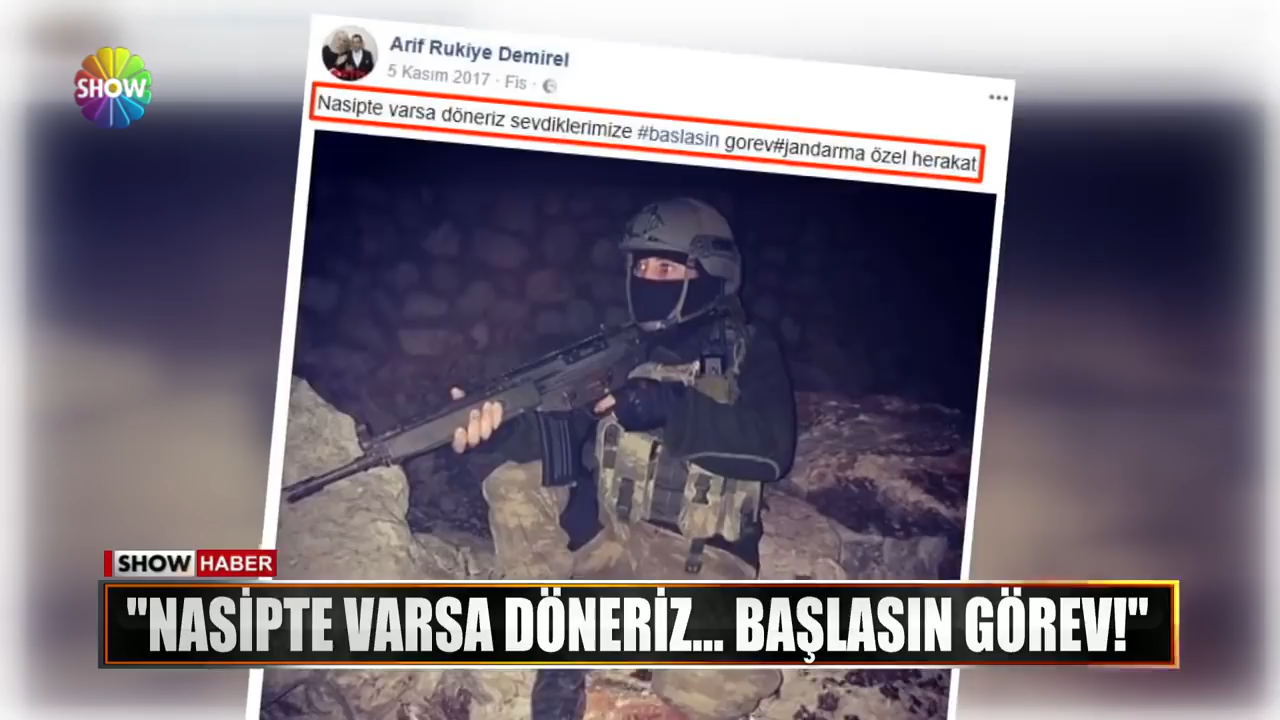 SHOW
Arif Rukiye Demirel
5 Kasım 2017 · Fis ·
Nasipte varsa döneriz sevdiklerimize #baslasin gorev#jandarma özel herakat
SHOW HABER
"NASİPTE VARSA DÖNERİZ... BAŞLASIN GÖREV!"